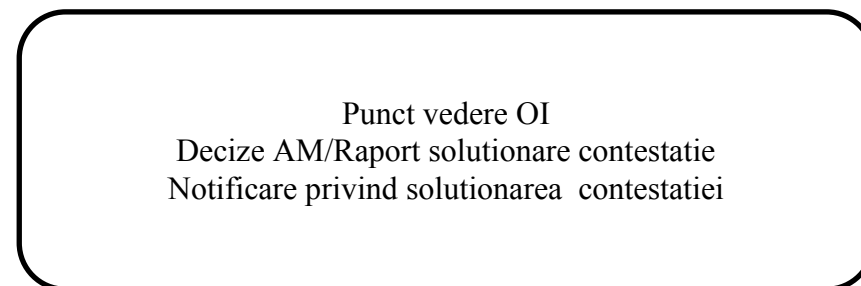 Punct vedere OI
Decize AM/Raport solutionare contestatie
Notificare privind solutionarea  contestatiei